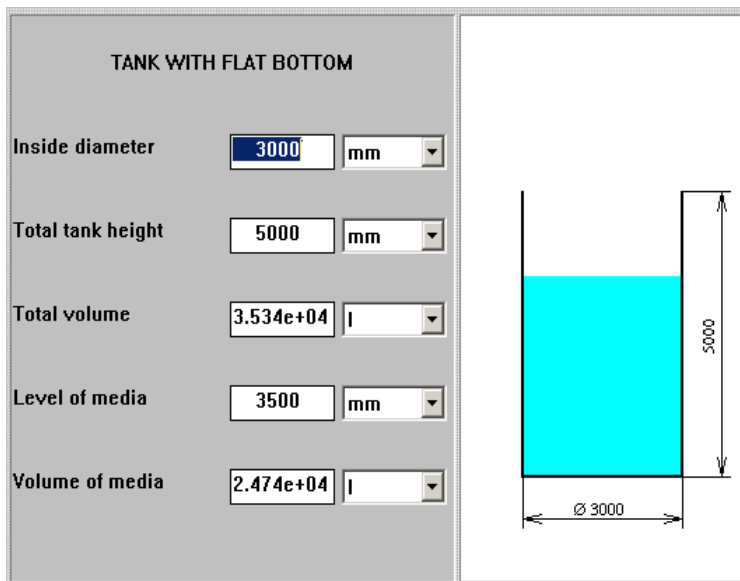 TANK WITH FLAT BOTTOM
Inside diameter 3000 mm
Total tank height 5000 mm
Total volume 3.534e+04 l
Level of media 3500 mm
Volume of media 2.474e+04 l
5000
Ø 3000